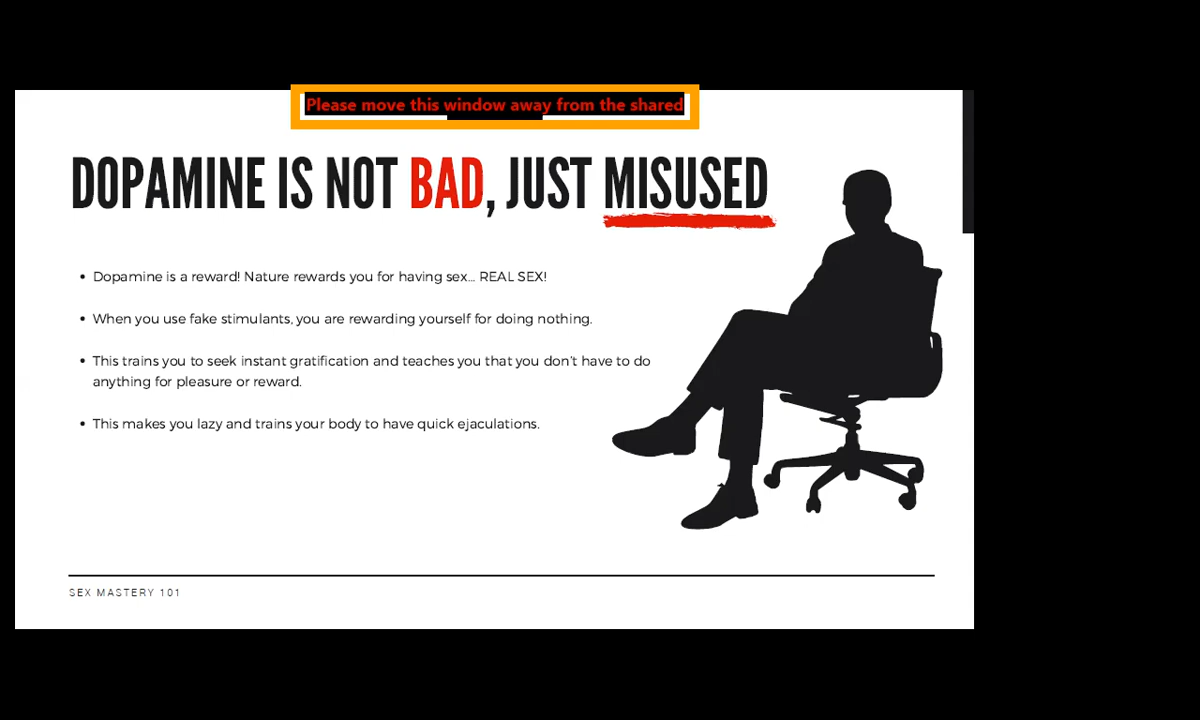 Please move this window away from the shared
DOPAMINE IS NOT BAD, JUST MISUSED
• Dopamine is a reward! Nature rewards you for having sex... REAL SEX!
• When you use fake stimulants, you are rewarding yourself for doing nothing.
• This trains you to seek instant gratification and teaches you that you don't have to do
anything for pleasure or reward.
• This makes you lazy and trains your body to have quick ejaculations.
SEX MASTERY 101